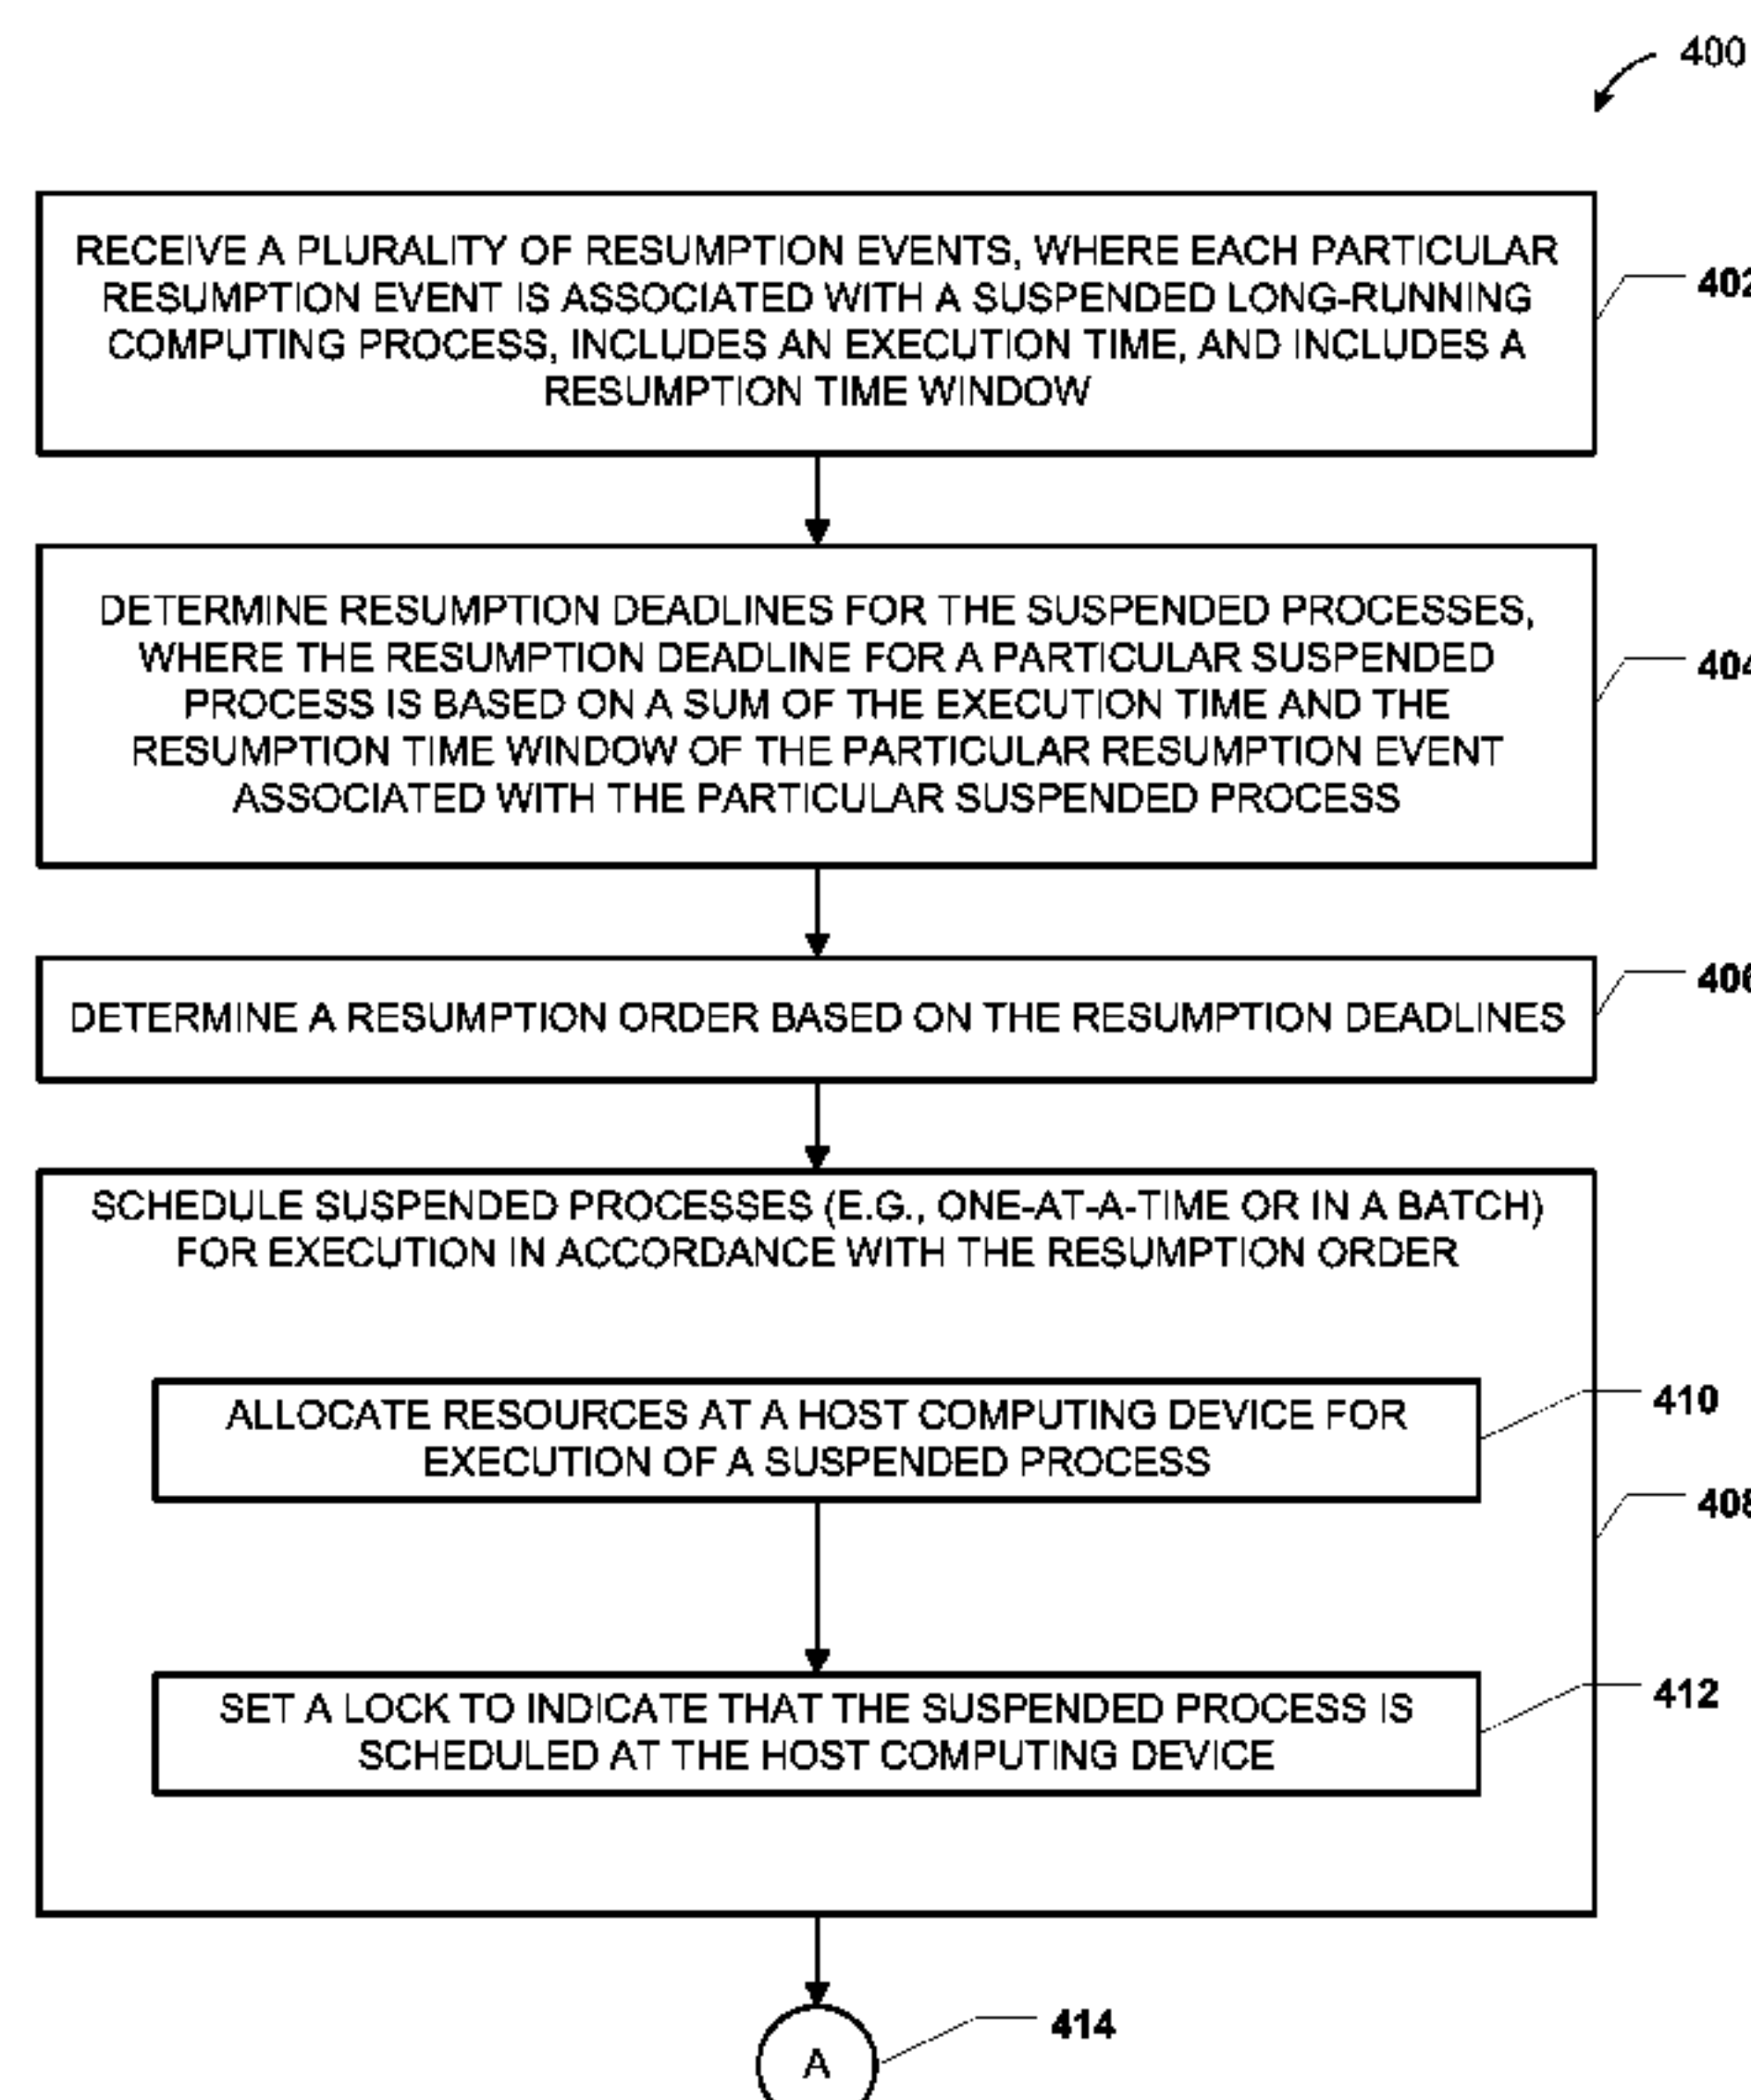 400
RECEIVE A PLURALITY OF RESUMPTION EVENTS, WHERE EACH PARTICULAR
RESUMPTION EVENT IS ASSOCIATED WITH A SUSPENDED LONG-RUNNING
COMPUTING PROCESS, INCLUDES AN EXECUTION TIME, AND INCLUDES A
RESUMPTION TIME WINDOW
402
DETERMINE RESUMPTION DEADLINES FOR THE SUSPENDED PROCESSES,
WHERE THE RESUMPTION DEADLINE FOR A PARTICULAR SUSPENDED
PROCESS IS BASED ON A SUM OF THE EXECUTION TIME AND THE
RESUMPTION TIME WINDOW OF THE PARTICULAR RESUMPTION EVENT
ASSOCIATED WITH THE PARTICULAR SUSPENDED PROCESS
404
DETERMINE A RESUMPTION ORDER BASED ON THE RESUMPTION DEADLINES
406
SCHEDULE SUSPENDED PROCESSES (E.G., ONE-AT-A-TIME OR IN A BATCH)
FOR EXECUTION IN ACCORDANCE WITH THE RESUMPTION ORDER
ALLOCATE RESOURCES AT A HOST COMPUTING DEVICE FOR
EXECUTION OF A SUSPENDED PROCESS
410
408
SET A LOCK TO INDICATE THAT THE SUSPENDED PROCESS IS
SCHEDULED AT THE HOST COMPUTING DEVICE
412
A
414